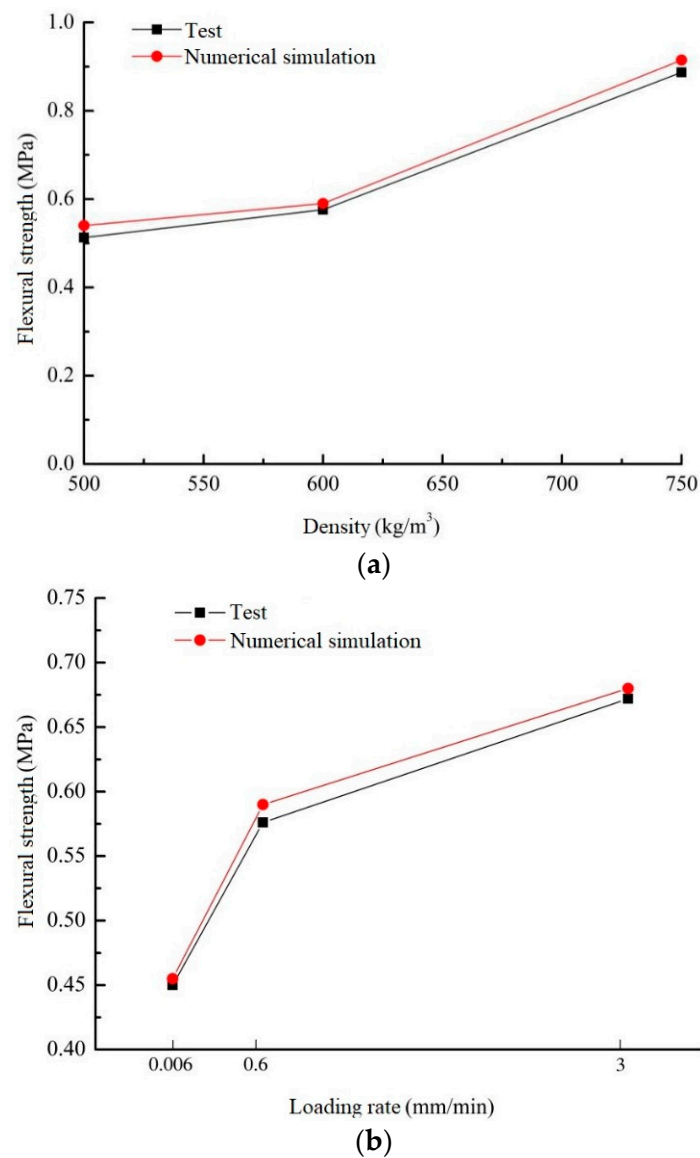 Test
Numerical simulation
1.0
0.8
0.6
0.4
0.2
0.0
Flexural strength (MPa)
500 550 600 650 700 750
Density (kg/m³)
(a)
Test
Numerical simulation
0.75
0.70
0.65
0.60
0.55
0.50
0.45
0.40
Flexural strength (MPa)
0.006 0.6 3
Loading rate (mm/min)
(b)